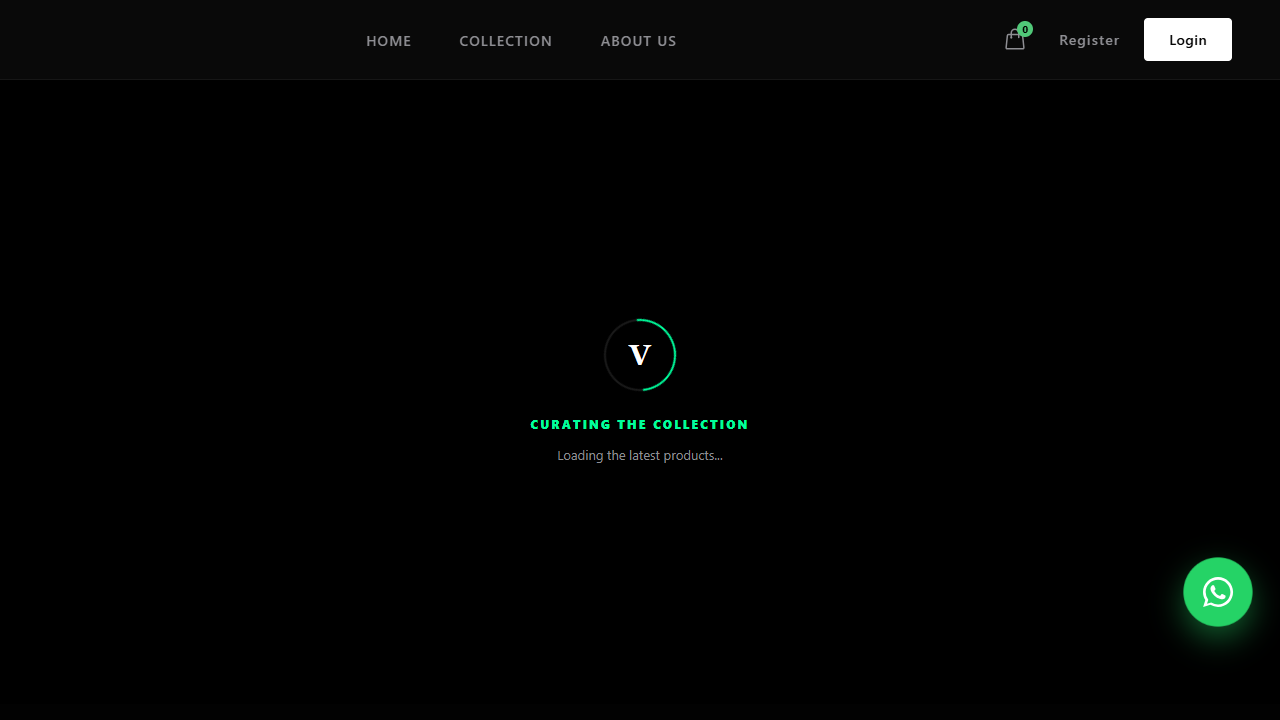 HOME COLLECTION ABOUT US 0 Register Login
V
CURATING THE COLLECTION
Loading the latest products...